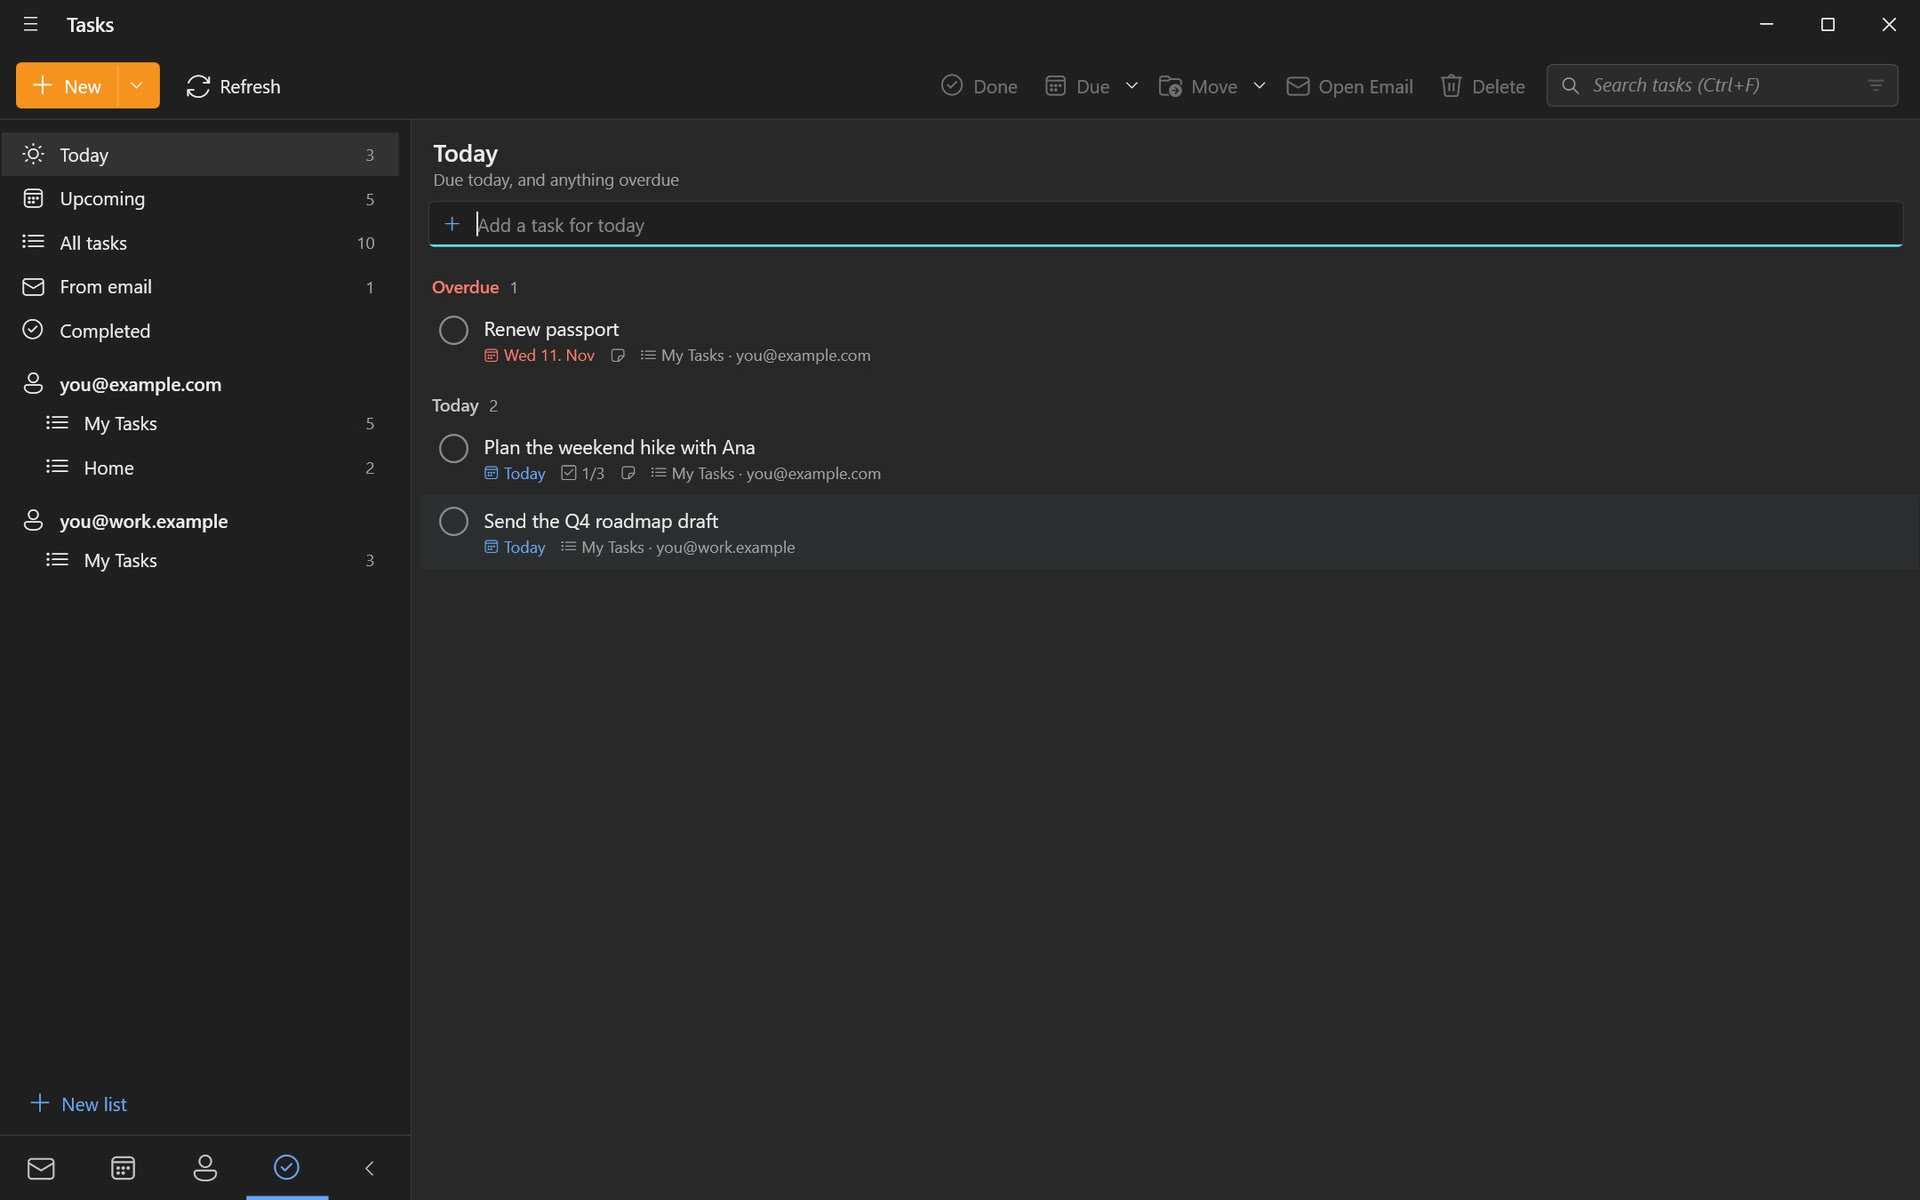 Tasks
New
Refresh
Done
Due
Move
Open Email
Delete
Search tasks (Ctrl+F)
Today 3
Upcoming 5
All tasks 10
From email 1
Completed
you@example.com
My Tasks 5
Home 2
you@work.example
My Tasks 3
New list
Today
Due today, and anything overdue
Add a task for today
Overdue 1
Renew passport
Wed 11. Nov My Tasks · you@example.com
Today 2
Plan the weekend hike with Ana
Today 1/3 My Tasks · you@example.com
Send the Q4 roadmap draft
Today My Tasks · you@work.example